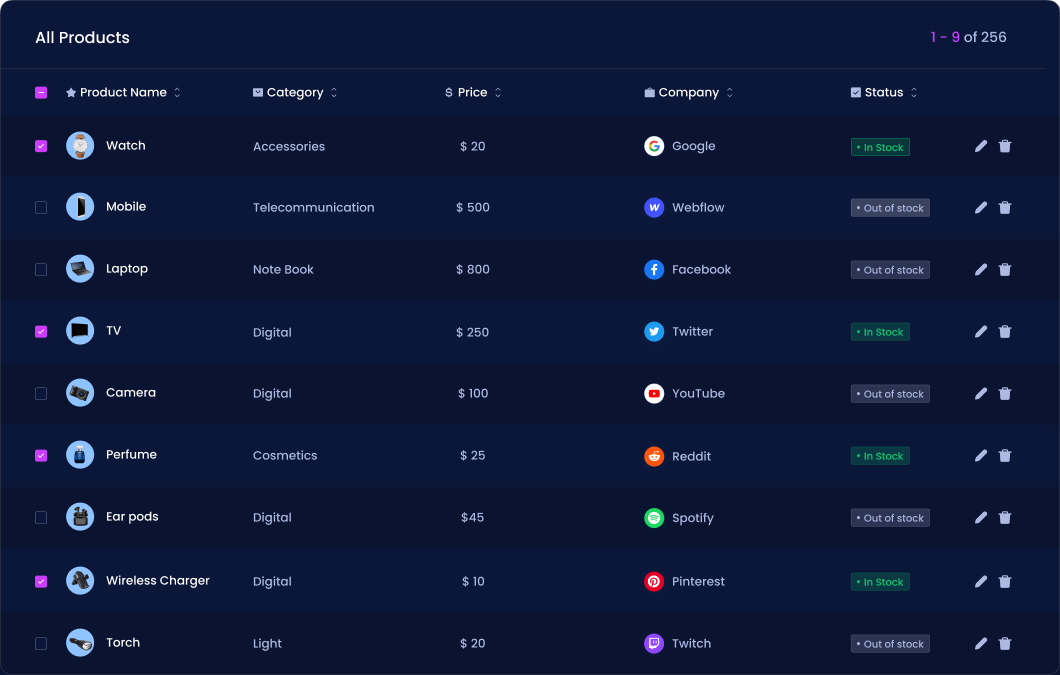 All Products 1 - 9 of 256
Product Name Category $ Price Company Status
Watch Accessories $ 20 Google • In Stock
Mobile Telecommunication $ 500 Webflow • Out of stock
Laptop Note Book $ 800 Facebook • Out of stock
TV Digital $ 250 Twitter • In Stock
Camera Digital $ 100 YouTube • Out of stock
Perfume Cosmetics $ 25 Reddit • In Stock
Ear pods Digital $45 Spotify • Out of stock
Wireless Charger Digital $ 10 Pinterest • In Stock
Torch Light $ 20 Twitch • Out of stock